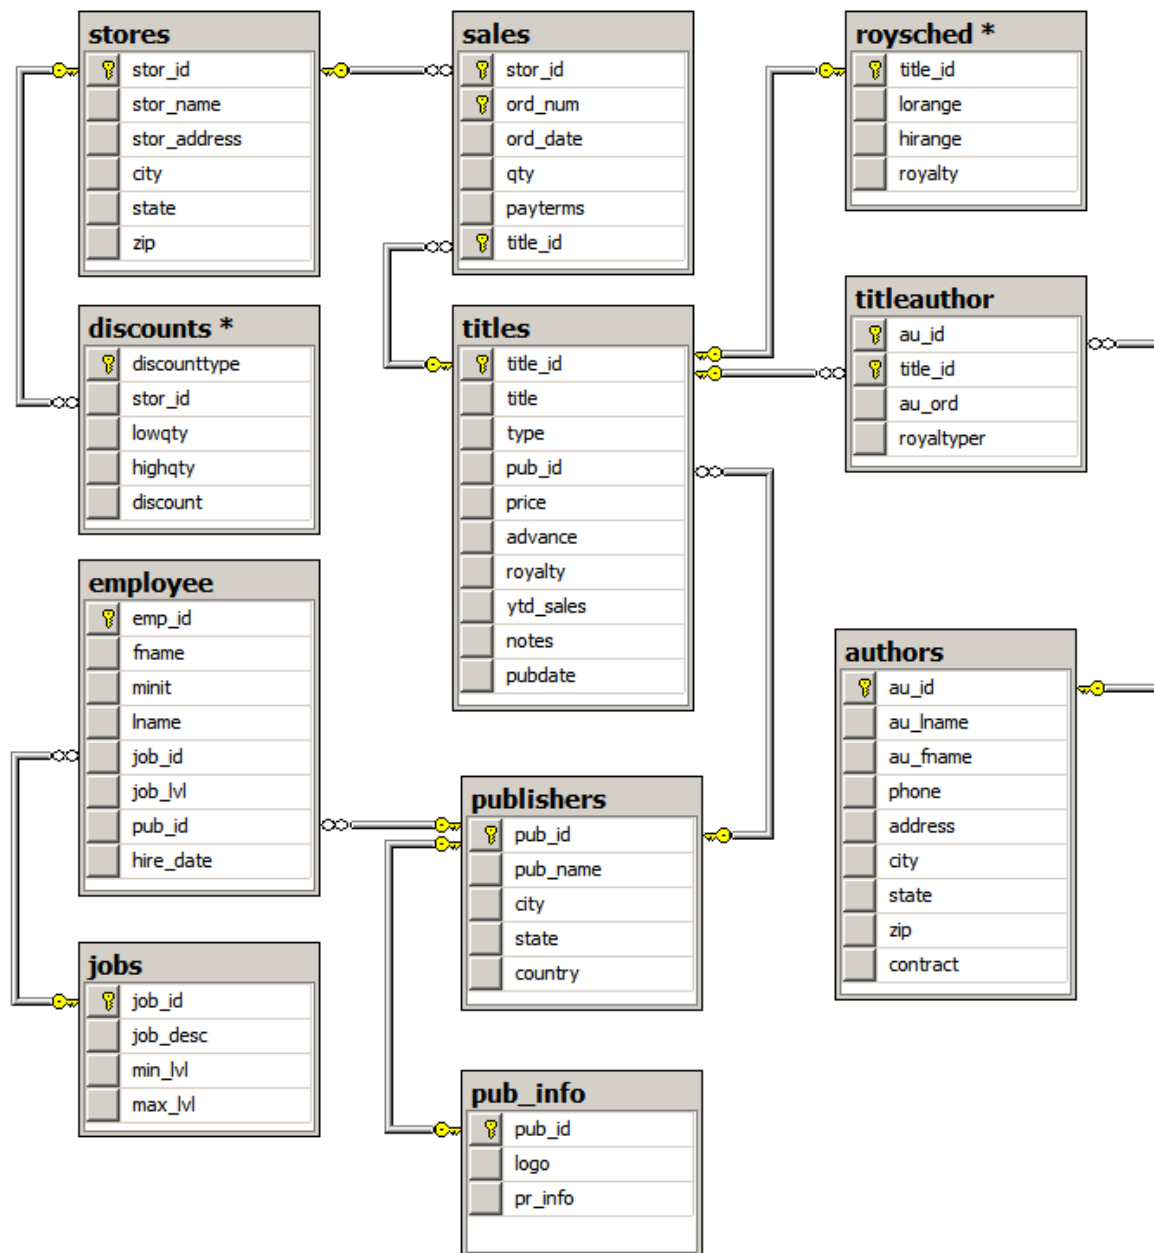 stores
stor_id
stor_name
stor_address
city
state
zip
sales
stor_id
ord_num
ord_date
qty
payterms
title_id
roysched *
title_id
lorange
hirange
royalty
discounts *
discounttype
stor_id
lowqty
highqty
discount
titles
title_id
title
type
pub_id
price
advance
royalty
ytd_sales
notes
pubdate
titleauthor
au_id
title_id
au_ord
royaltyper
employee
emp_id
fname
minit
lname
job_id
job_lvl
pub_id
hire_date
authors
au_id
au_lname
au_fname
phone
address
city
state
zip
contract
publishers
pub_id
pub_name
city
state
country
jobs
job_id
job_desc
min_lvl
max_lvl
pub_info
pub_id
logo
pr_info